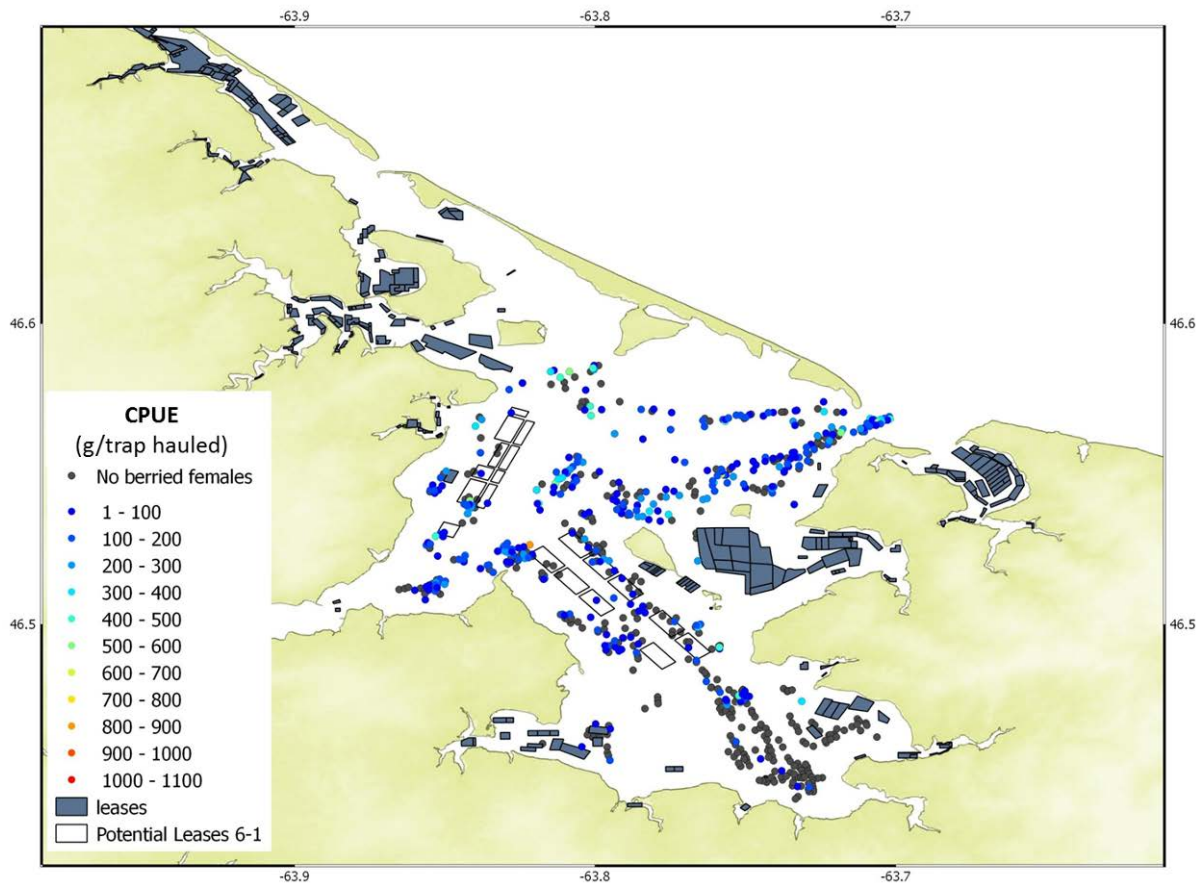 -63.9
-63.8
-63.7
46.6
46.6
46.5
46.5
CPUE
(g/trap hauled)
No berried females
1 - 100
100 - 200
200 - 300
300 - 400
400 - 500
500 - 600
600 - 700
700 - 800
800 - 900
900 - 1000
1000 - 1100
leases
Potential Leases 6-1
-63.9
-63.8
-63.7